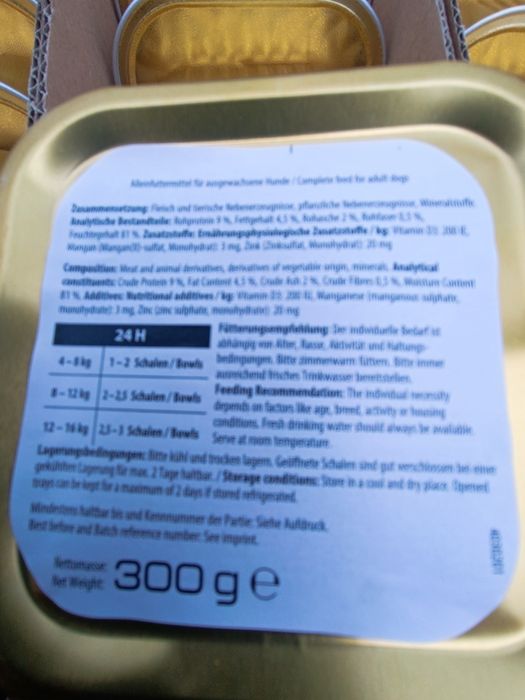 Alleinfuttermittel für ausgewachsene Hunde / Complete feed for adult dogs
Zusammensetzung: Fleisch und tierische Nebenerzeugnisse, pflanzliche Nebenerzeugnisse, Mineralstoffe.
Analytische Bestandteile: Rohprotein 9 %, Fettgehalt 4,5 %, Rohasche 2 %, Rohfaser 0,5 %,
Feuchtegehalt 81 %. Zusatzstoffe: Ernährungsphysiologische Zusatzstoffe / kg: Vitamin D3: 200 IE,
Mangan (Mangan(II)-sulfat, Monohydrat): 3 mg, Zink (Zinksulfat, Monohydrat): 20 mg
Composition: Meat and animal derivatives, derivatives of vegetable origin, minerals. Analytical
constituents: Crude Protein 9 %, Fat Content 4,5 %, Crude Ash 2 %, Crude Fibres 0,5 %, Moisture Content
81 %. Additives: Nutritional additives / kg: Vitamin D3: 200 IE, Manganese (manganous sulphate,
monohydrate): 3 mg, Zinc (zinc sulphate, monohydrate): 20 mg
24 H
4 – 8 kg 1 – 2 Schalen / Bowls
8 – 12 kg 2 – 2,5 Schalen / Bowls
12 – 16 kg 2,5 – 3 Schalen / Bowls
Fütterungsempfehlung: Der individuelle Bedarf ist
abhängig von Alter, Rasse, Aktivität und Haltungs-
bedingungen. Bitte zimmerwarm füttern. Bitte immer
ausreichend frisches Trinkwasser bereitstellen.
Feeding Recommendation: The individual necessity
depends on factors like age, breed, activity or housing
conditions. Fresh drinking water should always be available.
Serve at room temperature.
Lagerungsbedingungen: Bitte kühl und trocken lagern. Geöffnete Schalen sind gut verschlossen bei einer
gekühlten Lagerung für max. 2 Tage haltbar. / Storage conditions: Store in a cool and dry place. Opened
trays can be kept for a maximum of 2 days if stored refrigerated.
Mindestens haltbar bis und Kennnummer der Partie: Siehe Aufdruck.
Best before and Batch reference number: See imprint.
Nettomasse:
Net Weight:
300 g e